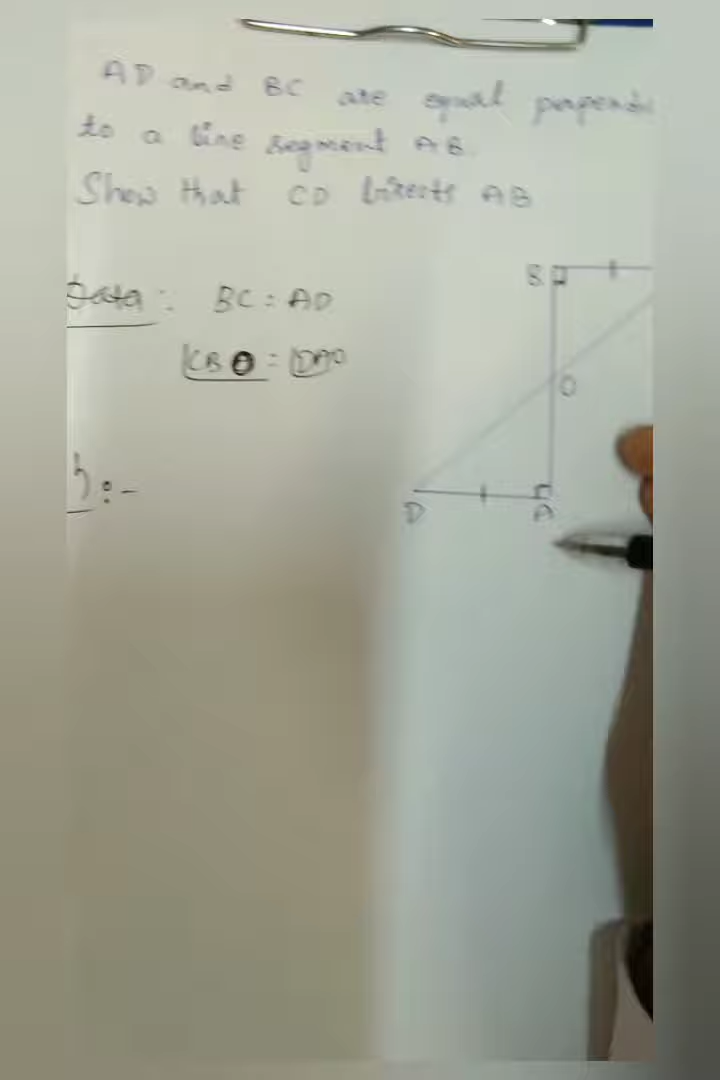 AD and BC are equal perpendi
to a line segment AB.
Show that CD bisects AB
Data : BC = AD
CBO = DAO
B
O
D
A
:-